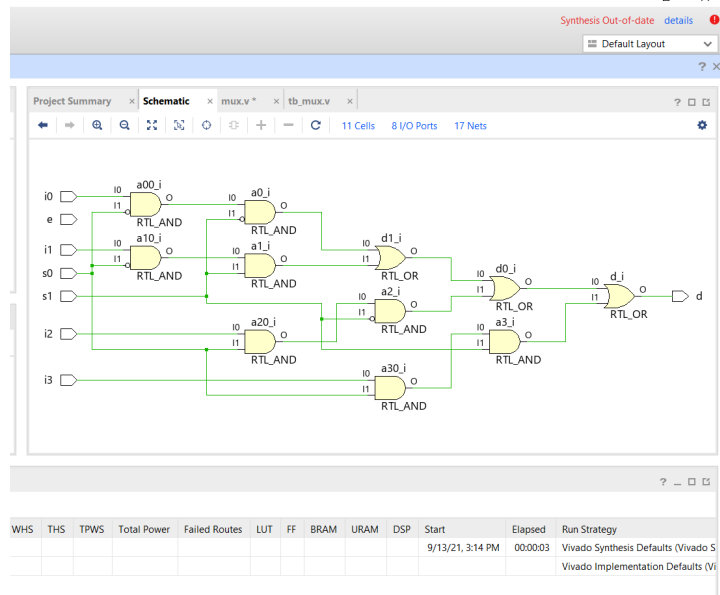 Synthesis Out-of-date details
Default Layout
Project Summary Schematic mux.v * tb_mux.v
11 Cells 8 I/O Ports 17 Nets
i0
e
i1
s0
s1
i2
i3
a00_i
I0
I1
O
RTL_AND
a10_i
I0
I1
O
RTL_AND
a0_i
I0
I1
O
RTL_AND
a1_i
I0
I1
O
RTL_AND
a20_i
I0
I1
O
RTL_AND
d1_i
I0
I1
O
RTL_OR
a2_i
I0
I1
O
RTL_AND
a30_i
I0
I1
O
RTL_AND
d0_i
I0
I1
O
RTL_OR
a3_i
I0
I1
O
RTL_AND
d_i
I0
I1
O
RTL_OR
d
WHS THS TPWS Total Power Failed Routes LUT FF BRAM URAM DSP Start Elapsed Run Strategy
9/13/21, 3:14 PM 00:00:03 Vivado Synthesis Defaults (Vivado S
Vivado Implementation Defaults (Vi